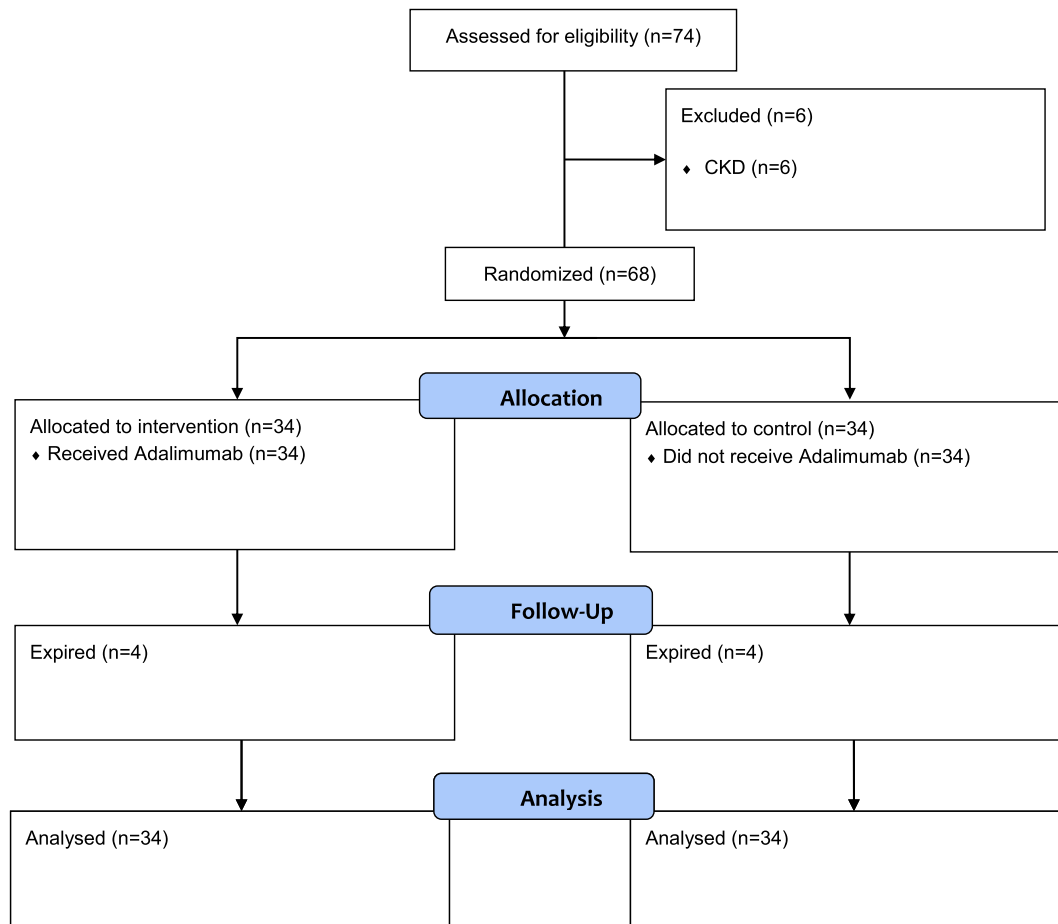 Assessed for eligibility (n=74)
Excluded (n=6)
♦ CKD (n=6)
Randomized (n=68)
Allocation
Allocated to intervention (n=34)
♦ Received Adalimumab (n=34)
Allocated to control (n=34)
♦ Did not receive Adalimumab (n=34)
Follow-Up
Expired (n=4)
Expired (n=4)
Analysis
Analysed (n=34)
Analysed (n=34)